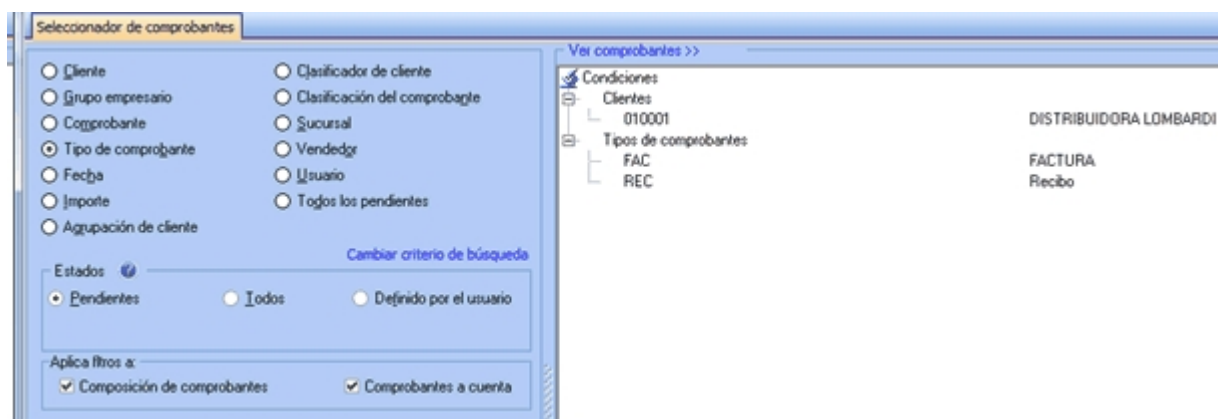 Seleccionador de comprobantes
Cliente
Grupo empresario
Comprobante
Tipo de comprobante
Fecha
Importe
Agrupación de cliente
Clasificador de cliente
Clasificación del comprobante
Sucursal
Vendedor
Usuario
Todos los pendientes
Cambiar criterio de búsqueda
Estados
Pendientes Todos Definido por el usuario
Aplica fitros a:
Composición de comprobantes Comprobantes a cuenta
Ver comprobantes >>
Condiciones
Clientes
010001 DISTRIBUIDORA LOMBARDI
Tipos de comprobantes
FAC FACTURA
REC Recibo